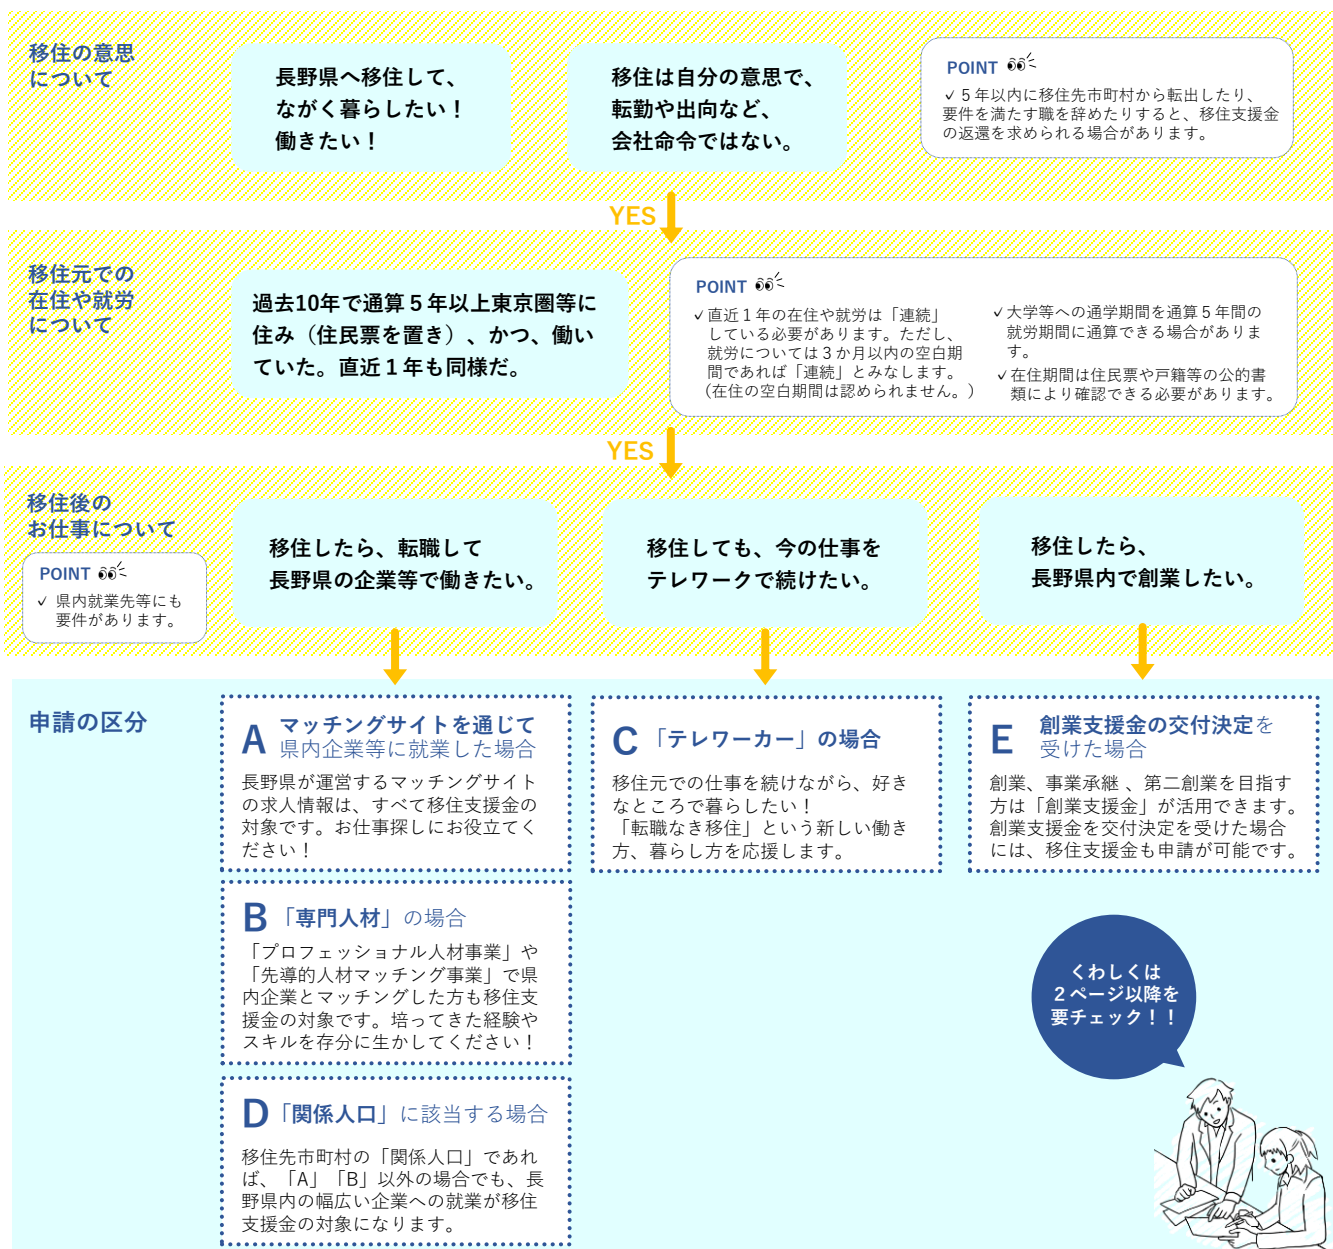 移住の意思
について
長野県へ移住して、
ながく暮らしたい！
働きたい！
移住は自分の意思で、
転勤や出向など、
会社命令ではない。
POINT
✓５年以内に移住先市町村から転出したり、
要件を満たす職を辞めたりすると、移住支援金
の返還を求められる場合があります。
YES
移住元での
在住や就労
について
過去10年で通算５年以上東京圏等に
住み（住民票を置き）、かつ、働い
ていた。直近１年も同様だ。
POINT
✓直近１年の在住や就労は「連続」
している必要があります。ただし、
就労については３か月以内の空白期
間であれば「連続」とみなします。
（在住の空白期間は認められません。）
✓大学等への通学期間を通算５年間の
就労期間に通算できる場合がありま
す。
✓在住期間は住民票や戸籍等の公的書
類により確認できる必要があります。
YES
移住後の
お仕事について
POINT
✓ 県内就業先等にも
要件があります。
移住したら、転職して
長野県の企業等で働きたい。
移住しても、今の仕事を
テレワークで続けたい。
移住したら、
長野県内で創業したい。
申請の区分
A マッチングサイトを通じて
県内企業等に就業した場合
長野県が運営するマッチングサイト
の求人情報は、すべて移住支援金の
対象です。お仕事探しにお役立てく
ださい！
B 「専門人材」の場合
「プロフェッショナル人材事業」や
「先導的人材マッチング事業」で県
内企業とマッチングした方も移住支
援金の対象です。培ってきた経験や
スキルを存分に生かしてください！
D 「関係人口」に該当する場合
移住先市町村の「関係人口」であれ
ば、「A」「B」以外の場合でも、長
野県内の幅広い企業への就業が移住
支援金の対象になります。
C 「テレワーカー」の場合
移住元での仕事を続けながら、好き
なところで暮らしたい！
「転職なき移住」という新しい働き
方、暮らし方を応援します。
E 創業支援金の交付決定を
受けた場合
創業、事業承継 、第二創業を目指す
方は「創業支援金」が活用できます。
創業支援金を交付決定を受けた場合
には、移住支援金も申請が可能です。
くわしくは
２ページ以降を
要チェック！！